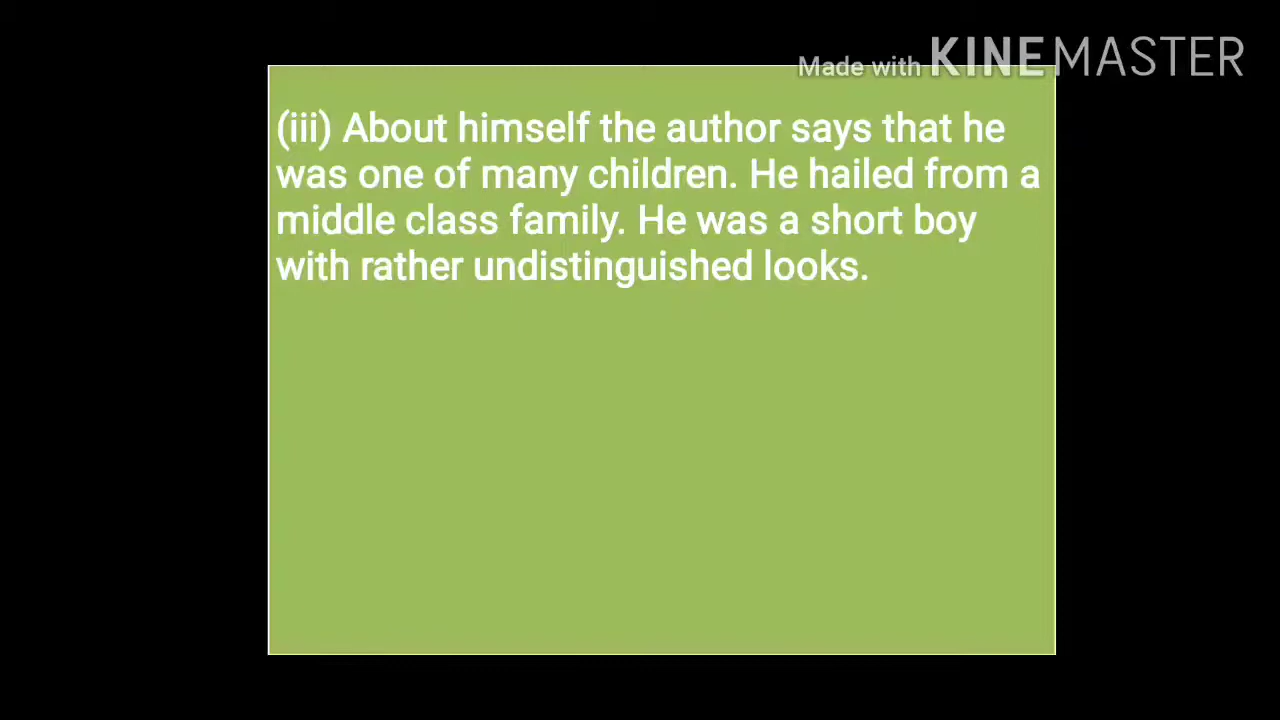 Made with KINEMASTER
(iii) About himself the author says that he
was one of many children. He hailed from a
middle class family. He was a short boy
with rather undistinguished looks.